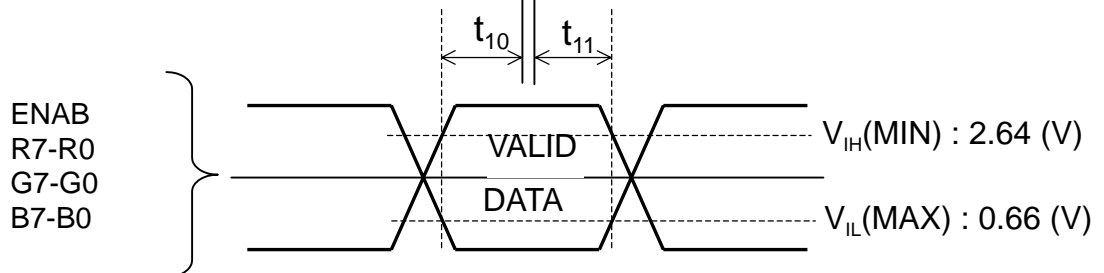 t10 t11
ENAB
R7-R0
G7-G0
B7-B0
VALID
DATA
VIH(MIN) : 2.64 (V)
VIL(MAX) : 0.66 (V)